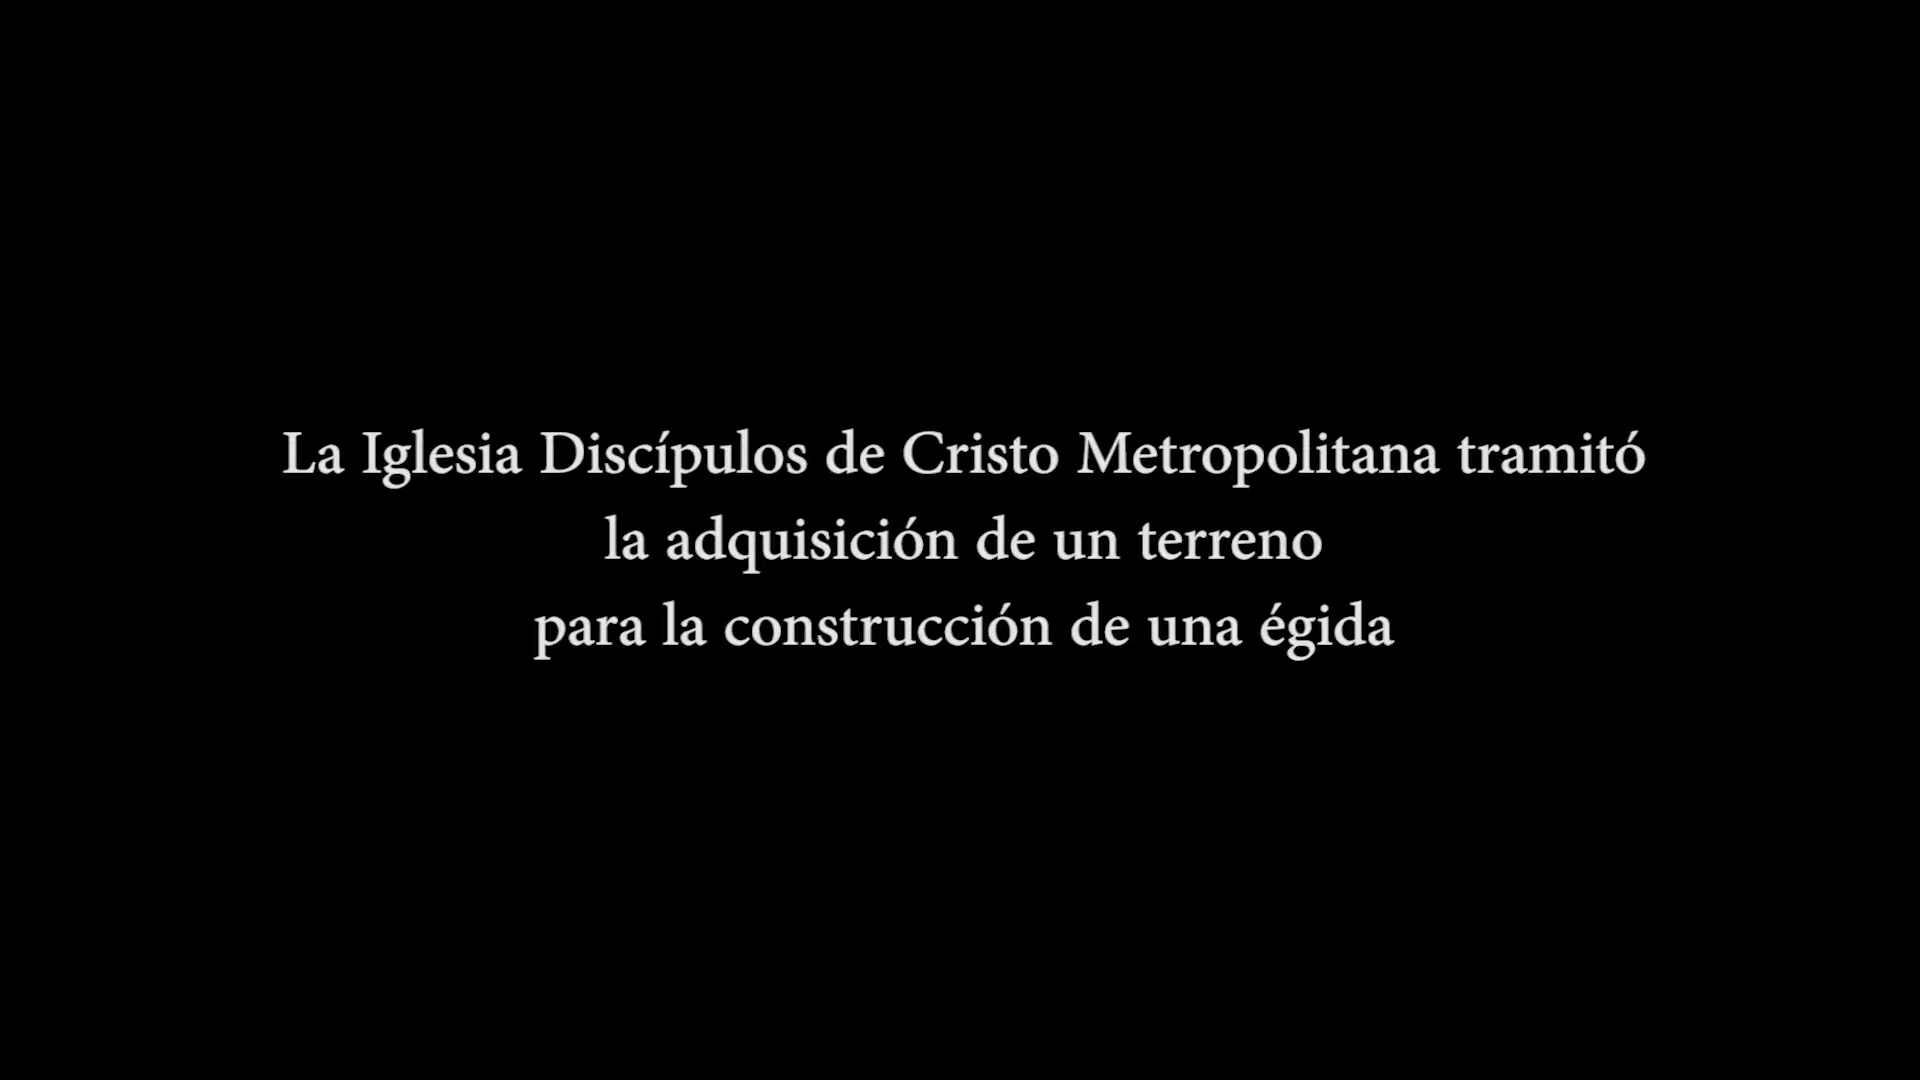 La Iglesia Discípulos de Cristo Metropolitana tramitó
la adquisición de un terreno
para la construcción de una égida